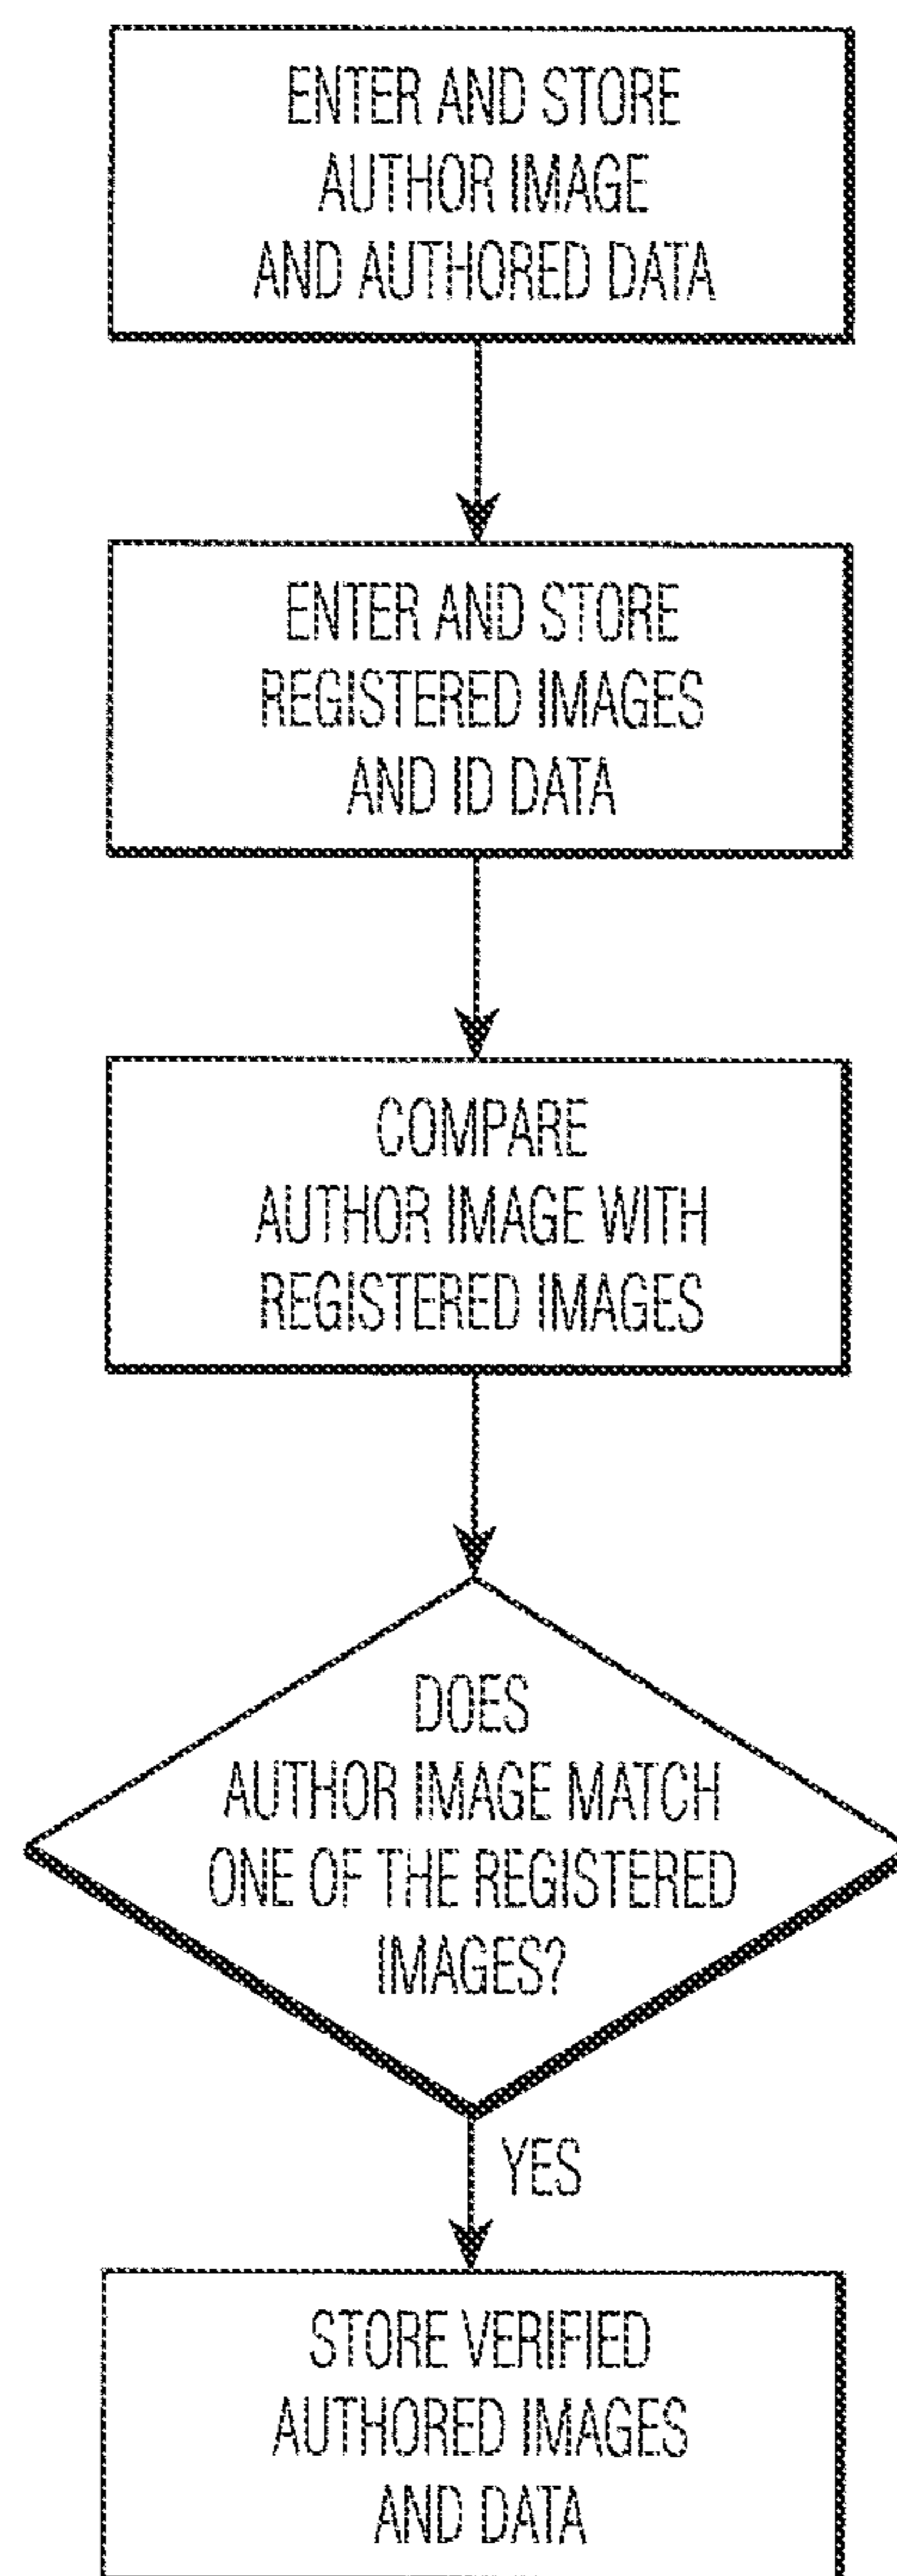 ENTER AND STORE
AUTHOR IMAGE
AND AUTHORED DATA
ENTER AND STORE
REGISTERED IMAGES
AND ID DATA
COMPARE
AUTHOR IMAGE WITH
REGISTERED IMAGES
DOES
AUTHOR IMAGE MATCH
ONE OF THE REGISTERED
IMAGES?
YES
STORE VERIFIED
AUTHORED IMAGES
AND DATA